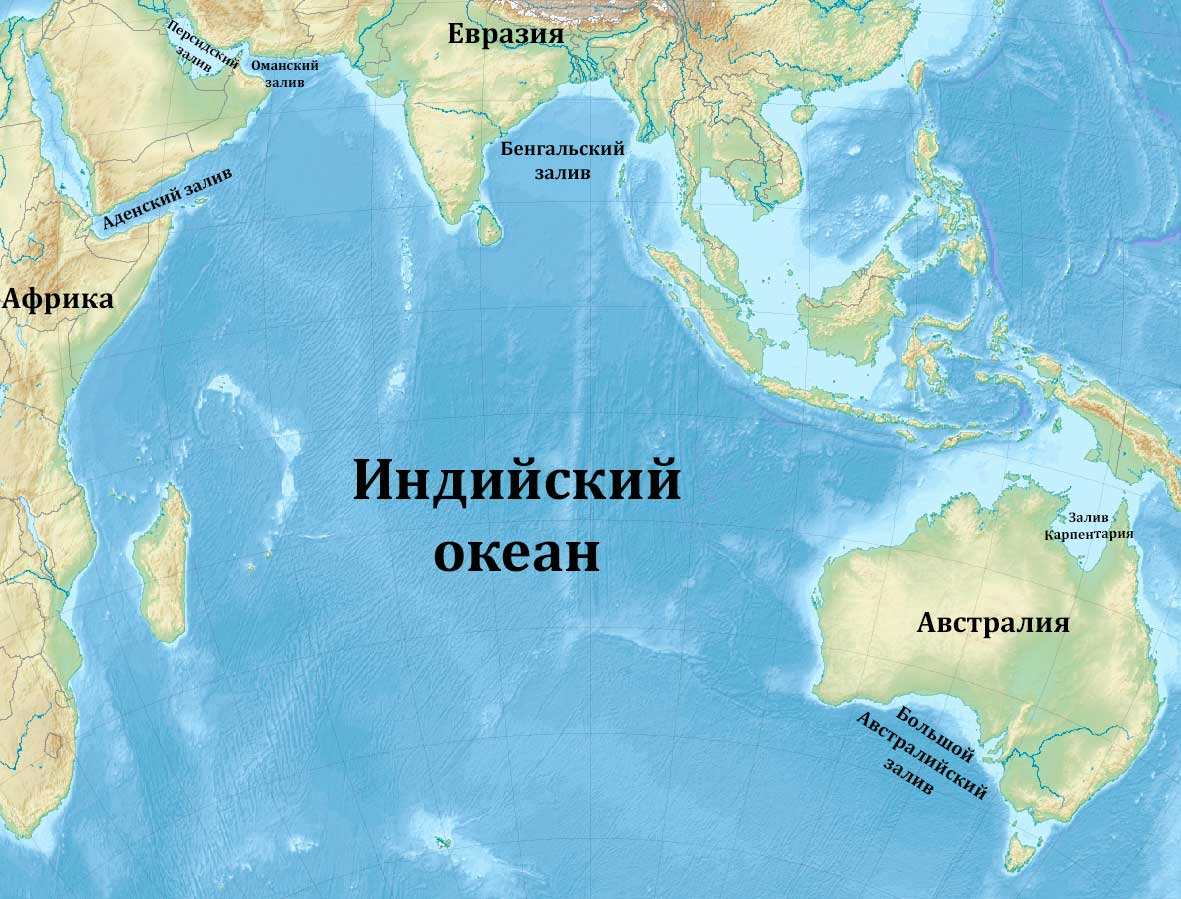 Евразия
Персидский
залив
Оманский
залив
Бенгальский
залив
Аденский залив
Африка
Индийский
океан
Залив
Карпентария
Австралия
Большой
Австралийский
залив